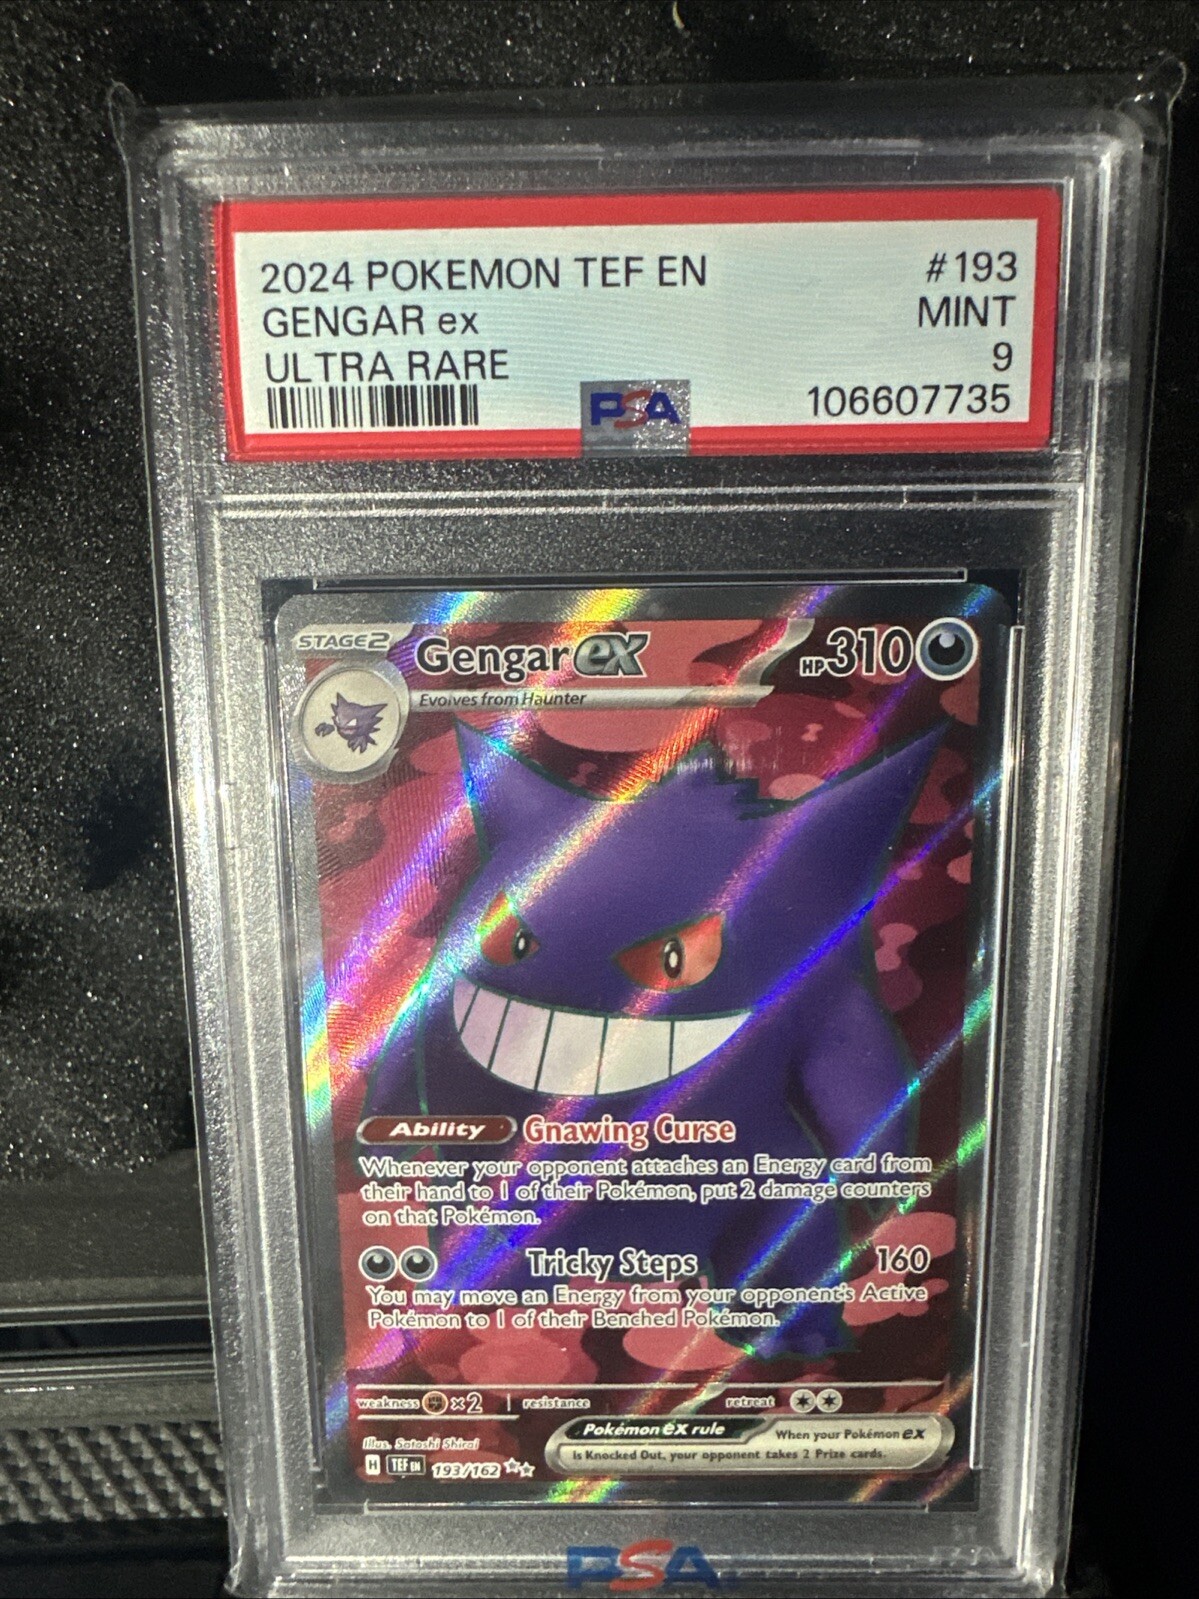 2024 POKEMON TEF EN #193
GENGAR ex MINT
ULTRA RARE 9
PSA 106607735
STAGE2 Gengar ex HP310
Evolves from Haunter
Ability Gnawing Curse
Whenever your opponent attaches an Energy card from
their hand to 1 of their Pokémon, put 2 damage counters
on that Pokémon.
Tricky Steps 160
You may move an Energy from your opponent's Active
Pokémon to 1 of their Benched Pokémon.
weakness ×2 resistance retreat
Pokémon ex rule When your Pokémon ex
is Knocked Out, your opponent takes 2 Prize cards.
Illus. Satoshi Shirai
H TEF EN 193/162
PSA